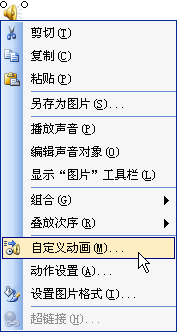 剪切(T)
复制(C)
粘贴(P)
另存为图片(S)...
播放声音(P)
编辑声音对象(O)
显示“图片”工具栏(L)
组合(G)
叠放次序(R)
自定义动画(M)...
动作设置(A)...
设置图片格式(I)...
超链接(H)...